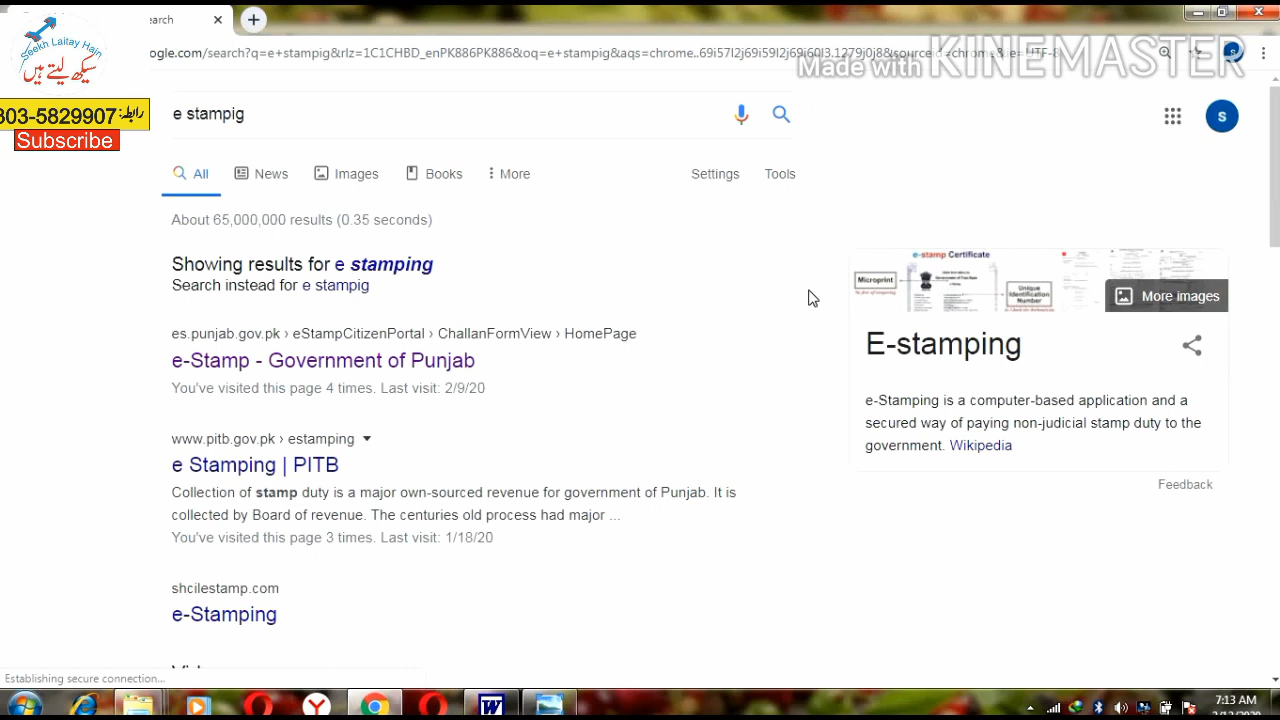 earch
Seekh Laitay Hain
سیکھ لیتے ہیں
oogle.com/search?q=e+stampig&rlz=1C1CHBD_enPK
Made with KINEMASTER
303-5829907 رابطہ:
Subscribe
e stampig
S
All News Images Books More Settings Tools
About 65,000,000 results (0.35 seconds)
Showing results for e stamping
Search instead for e stampig
e-stamp Certificate
Microprint
Unique Identification Number
More images
es.punjab.gov.pk › eStampCitizenPortal › ChallanFormView › HomePage
e-Stamp - Government of Punjab
You've visited this page 4 times. Last visit: 2/9/20
E-stamping
e-Stamping is a computer-based application and a
secured way of paying non-judicial stamp duty to the
government. Wikipedia
Feedback
www.pitb.gov.pk › estamping
e Stamping | PITB
Collection of stamp duty is a major own-sourced revenue for government of Punjab. It is
collected by Board of revenue. The centuries old process had major ...
You've visited this page 3 times. Last visit: 1/18/20
shcilestamp.com
e-Stamping
Establishing secure connection...
7:13 AM